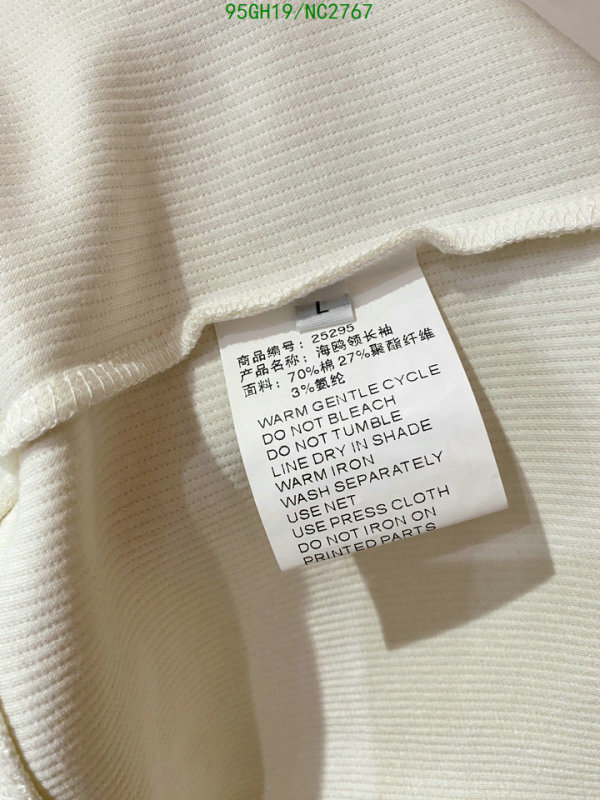 95GH19/NC2767
L
商品编号: 25295
产品名称: 海鸥领长袖
面料: 70%棉 27%聚酯纤维
3%氨纶
WARM GENTLE CYCLE
DO NOT BLEACH
DO NOT TUMBLE
LINE DRY IN SHADE
WARM IRON
WASH SEPARATELY
USE NET
USE PRESS CLOTH
DO NOT IRON ON
PRINTED PARTS